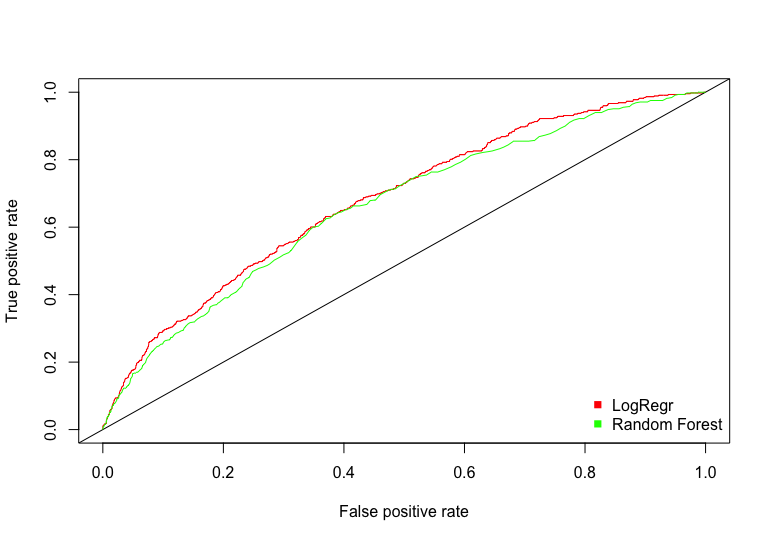 True positive rate
1.0
0.8
0.6
0.4
0.2
0.0
LogRegr
Random Forest
0.0 0.2 0.4 0.6 0.8 1.0
False positive rate